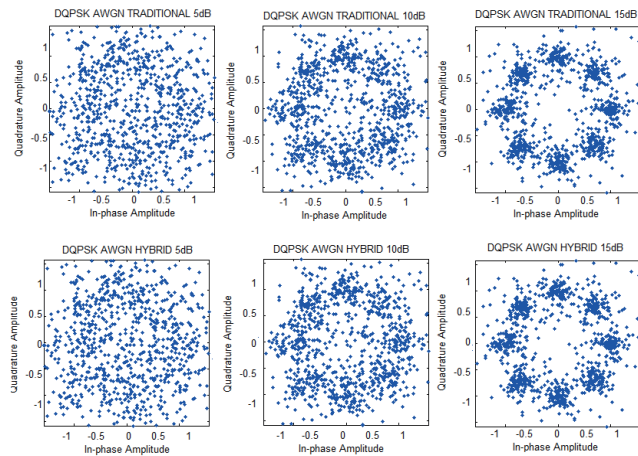 DQPSK AWGN TRADITIONAL 5dB
Quadrature Amplitude
1
0.5
0
-0.5
-1
-1 -0.5 0 0.5 1
In-phase Amplitude
DQPSK AWGN TRADITIONAL 10dB
Quadrature Amplitude
1
0.5
0
-0.5
-1
-1 -0.5 0 0.5 1
In-phase Amplitude
DQPSK AWGN TRADITIONAL 15dB
Quadrature Amplitude
1
0.5
0
-0.5
-1
-1 -0.5 0 0.5 1
In-phase Amplitude
DQPSK AWGN HYBRID 5dB
Quadrature Amplitude
1
0.5
0
-0.5
-1
-1 -0.5 0 0.5 1
In-phase Amplitude
DQPSK AWGN HYBRID 10dB
Quadrature Amplitude
1
0.5
0
-0.5
-1
-1 -0.5 0 0.5 1
In-phase Amplitude
DQPSK AWGN HYBRID 15dB
Quadrature Amplitude
1
0.5
0
-0.5
-1
-1 -0.5 0 0.5 1
In-phase Amplitude